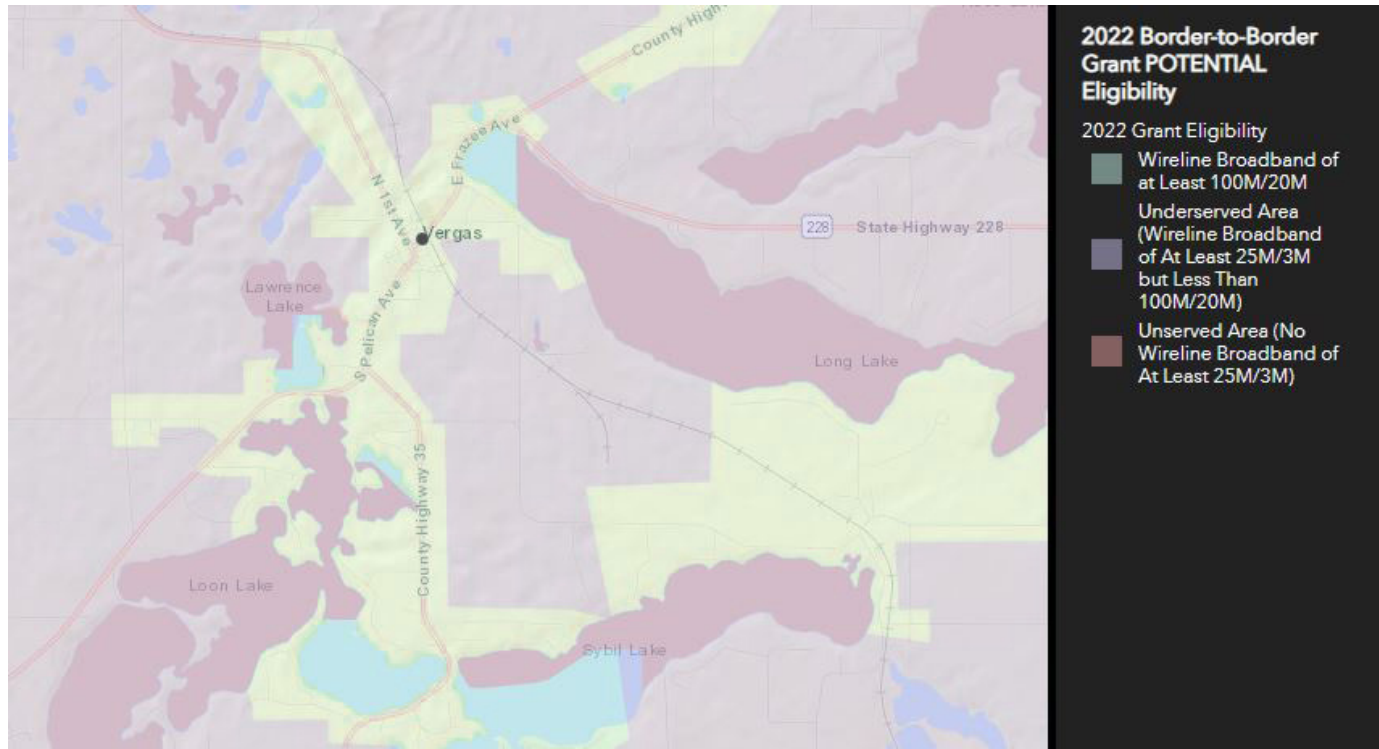 County High
N 1st Ave
E Frazee Ave
Vergas
228
State Highway 228
Lawrence
Lake
S Pelican Ave
Long Lake
County Highway 35
Loon Lake
Sybil Lake
2022 Border-to-Border
Grant POTENTIAL
Eligibility
2022 Grant Eligibility
Wireline Broadband of
at Least 100M/20M
Underserved Area
(Wireline Broadband
of At Least 25M/3M
but Less Than
100M/20M)
Unserved Area (No
Wireline Broadband of
At Least 25M/3M)